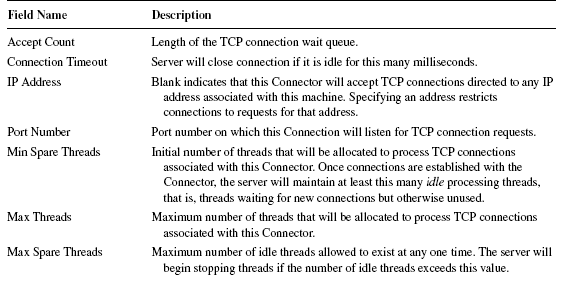 Field Name Description
Accept Count Length of the TCP connection wait queue.
Connection Timeout Server will close connection if it is idle for this many milliseconds.
IP Address Blank indicates that this Connector will accept TCP connections directed to any IP
address associated with this machine. Specifying an address restricts
connections to requests for that address.
Port Number Port number on which this Connection will listen for TCP connection requests.
Min Spare Threads Initial number of threads that will be allocated to process TCP connections
associated with this Connector. Once connections are established with the
Connector, the server will maintain at least this many idle processing threads,
that is, threads waiting for new connections but otherwise unused.
Max Threads Maximum number of threads that will be allocated to process TCP connections
associated with this Connector.
Max Spare Threads Maximum number of idle threads allowed to exist at any one time. The server will
begin stopping threads if the number of idle threads exceeds this value.